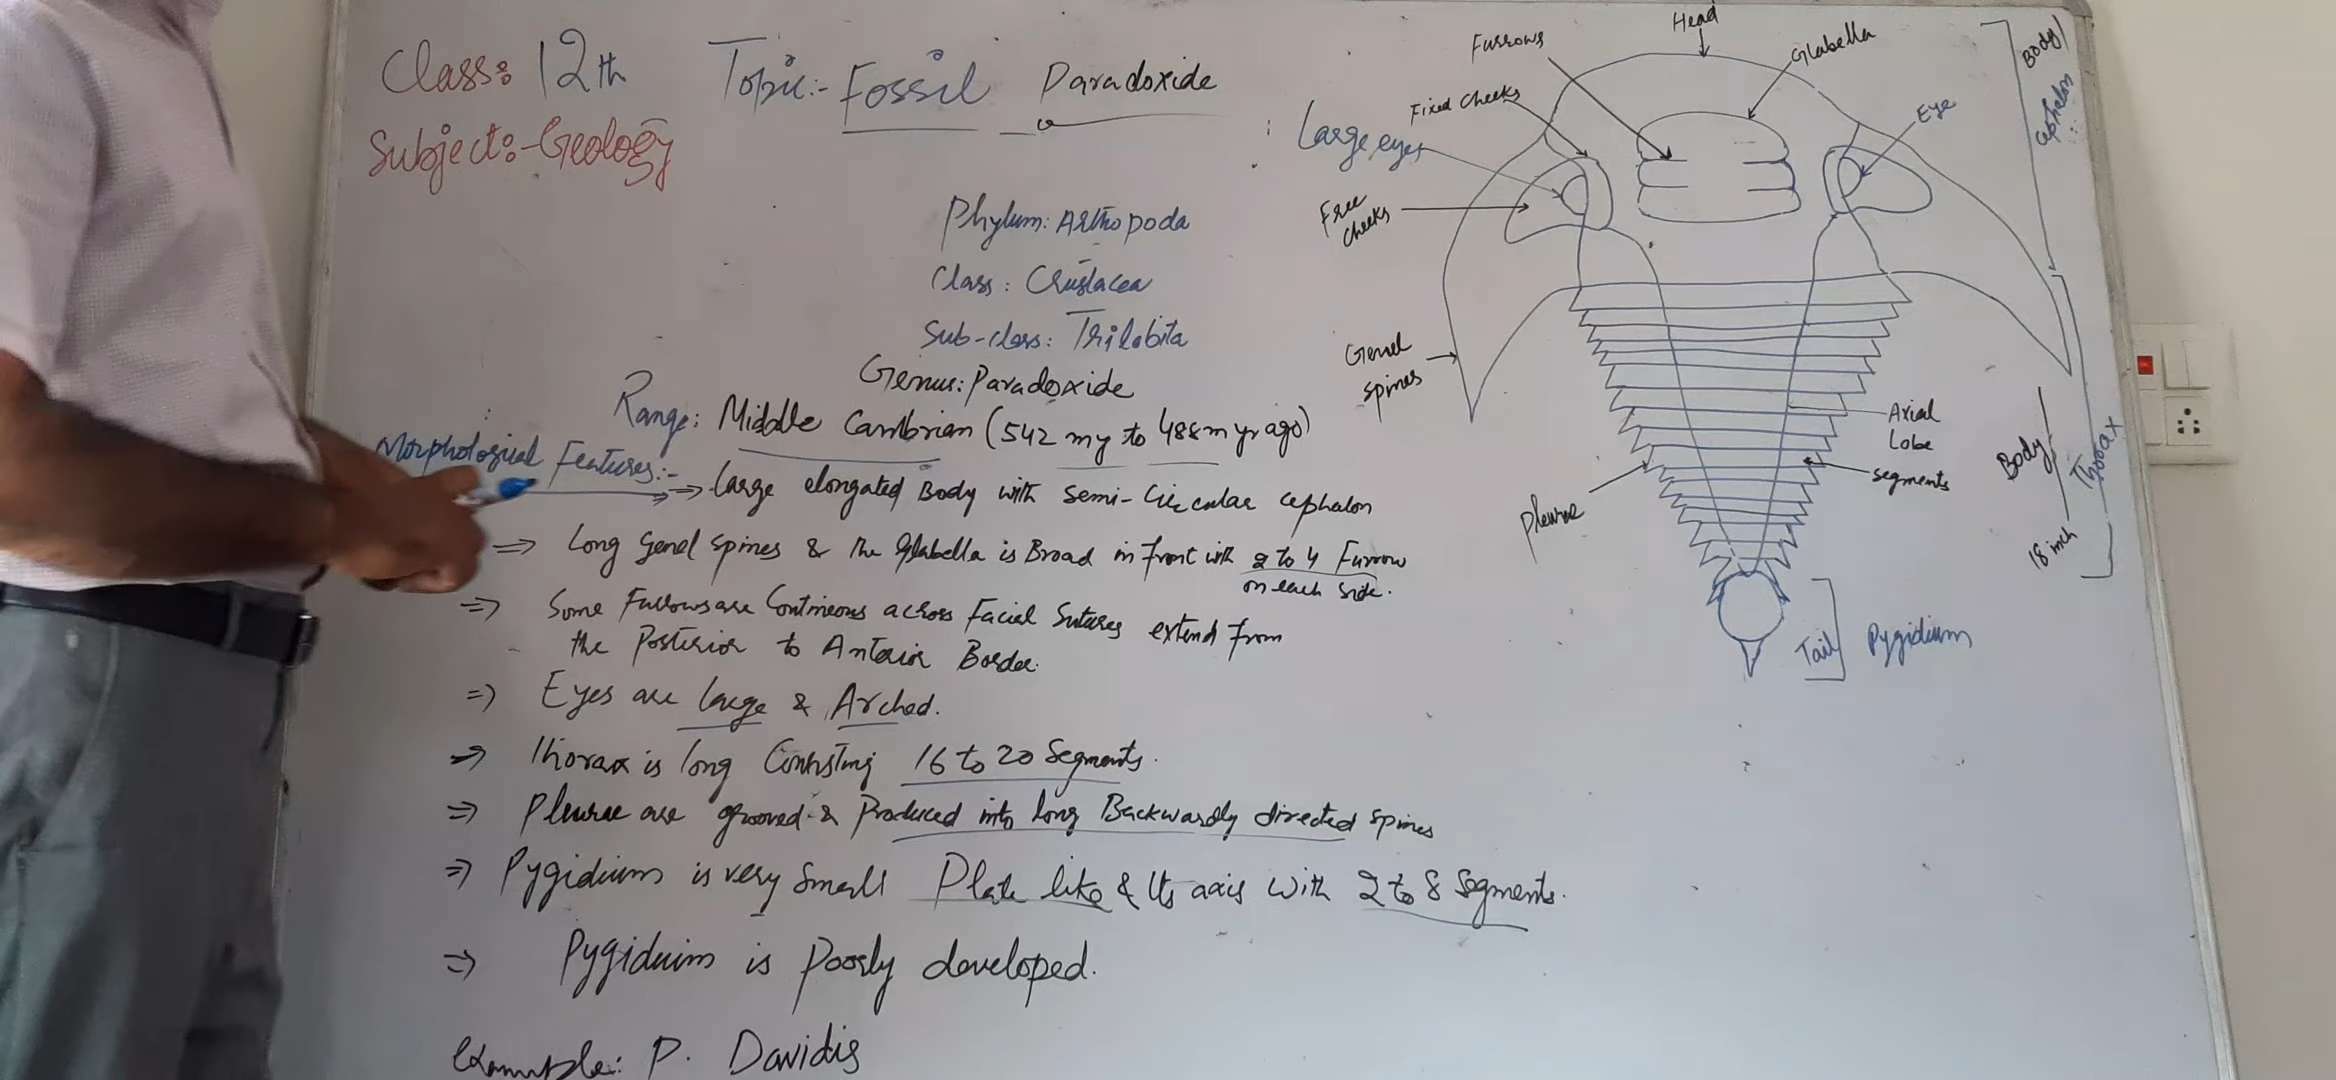 Class: 12th
Subject:-Geology
Topic:- Fossil Paradoxide
Phylum: Arthopoda
Class: Crustacea
Sub-class: Trilobita
Genus: Paradoxide
Range: Middle Cambrian (542 my to 488 m yr ago)
Morphological Features:-
⇒ Large elongated Body with Semi-Circular cephalon
⇒ Long Genel Spines & the Glabella is Broad in front with 2 to 4 Furrow
on each side.
⇒ Some Furrows are Contineous across Facial Sutures extend from
the Posterior to Anterior Border.
⇒ Eyes are large & Arched.
⇒ Thorax is long Consisting 16 to 20 Segments.
⇒ Pleurae are grooved & Produced into long Backwardly directed spines
⇒ Pygidium is very Small Plate like & Its axis with 2 to 8 Segments.
⇒ Pygidium is Poorly developed.
Example: P. Davidis
Head
Furrows
Glabella
Fixed cheeks
Large eyes
Eye
Free
cheeks
Genel
spines
Pleurae
Axial
Lobe
segments
Body
cephalon
Body
Thorax
18 inch
Tail
Pygidium